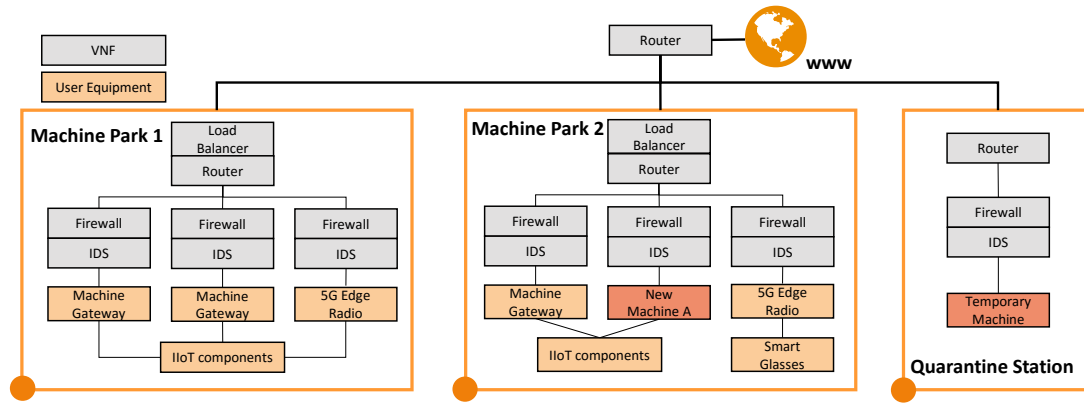 VNF
User Equipment
Router
www
Machine Park 1
Load
Balancer
Router
Firewall
IDS
Firewall
IDS
Firewall
IDS
Machine
Gateway
Machine
Gateway
5G Edge
Radio
IIoT components
Machine Park 2
Load
Balancer
Router
Firewall
IDS
Firewall
IDS
Firewall
IDS
Machine
Gateway
New
Machine A
5G Edge
Radio
IIoT components
Smart
Glasses
Router
Firewall
IDS
Temporary
Machine
Quarantine Station